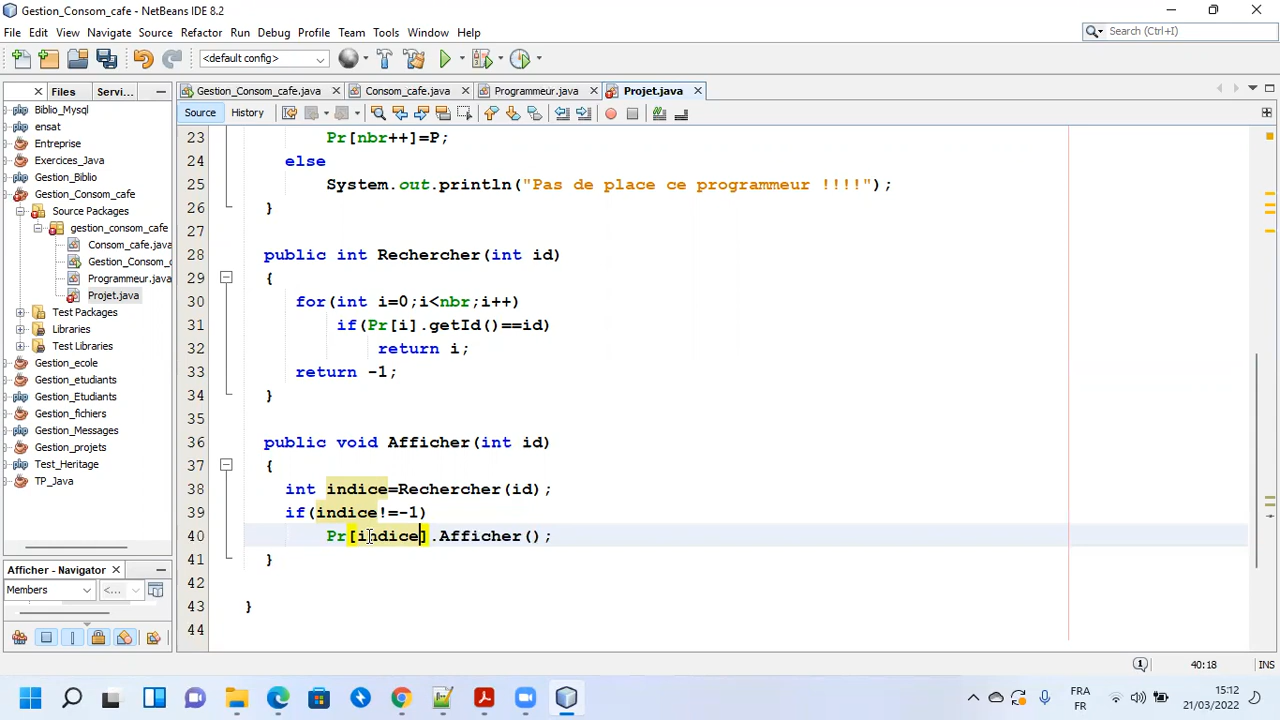 Gestion_Consom_cafe - NetBeans IDE 8.2
File Edit View Navigate Source Refactor Run Debug Profile Team Tools Window Help
Search (Ctrl+I)
<default config>
Files Servi...
Gestion_Consom_cafe.java Consom_cafe.java Programmeur.java Projet.java
Source History
Biblio_Mysql
ensat
Entreprise
Exercices_Java
Gestion_Biblio
Gestion_Consom_cafe
Source Packages
gestion_consom_cafe
Consom_cafe.java
Gestion_Consom_c
Programmeur.java
Projet.java
Test Packages
Libraries
Test Libraries
Gestion_ecole
Gestion_etudiants
Gestion_Etudiants
Gestion_fichiers
Gestion_Messages
Gestion_projets
Test_Heritage
TP_Java
Afficher - Navigator
Members <...
23 Pr[nbr++]=P;
24 else
25 System.out.println("Pas de place ce programmeur !!!!");
26 }
27
28 public int Rechercher(int id)
29 {
30 for(int i=0;i<nbr;i++)
31 if(Pr[i].getId()==id)
32 return i;
33 return -1;
34 }
35
36 public void Afficher(int id)
37 {
38 int indice=Rechercher(id);
39 if(indice!=-1)
40 Pr[indice].Afficher();
41 }
42
43 }
44
40:18 INS
FRA
FR
15:12
21/03/2022